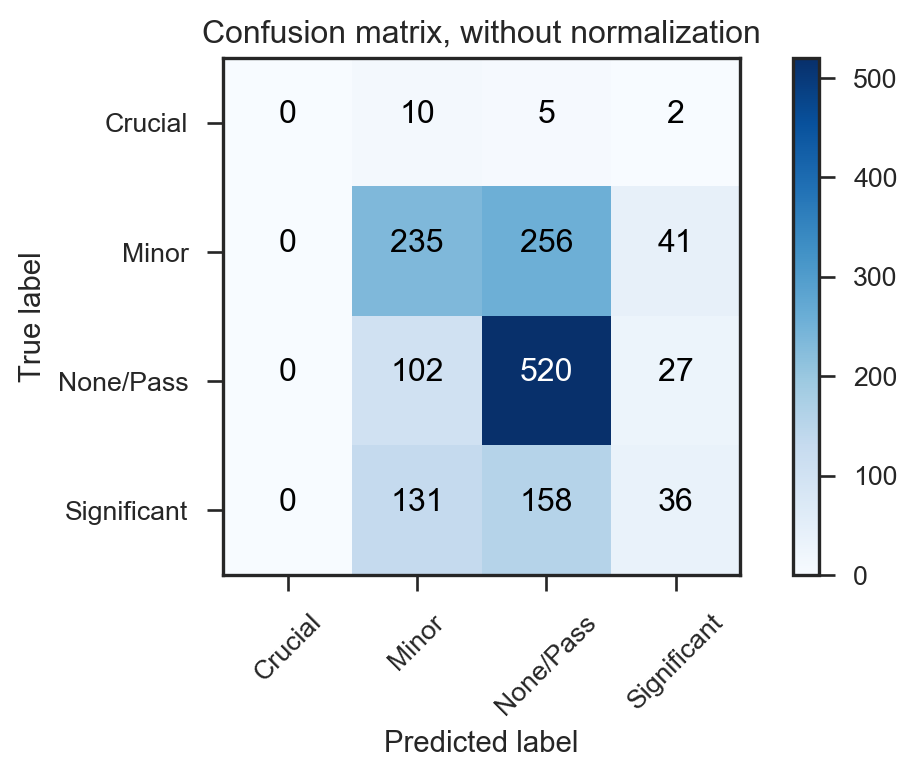 Confusion matrix, without normalization
True label
Crucial 0 10 5 2
Minor 0 235 256 41
None/Pass 0 102 520 27
Significant 0 131 158 36
Crucial Minor None/Pass Significant
Predicted label
500
400
300
200
100
0